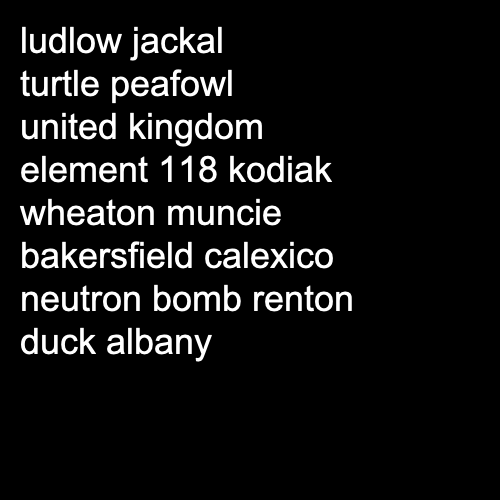 ludlow jackal
turtle peafowl
united kingdom
element 118 kodiak
wheaton muncie
bakersfield calexico
neutron bomb renton
duck albany